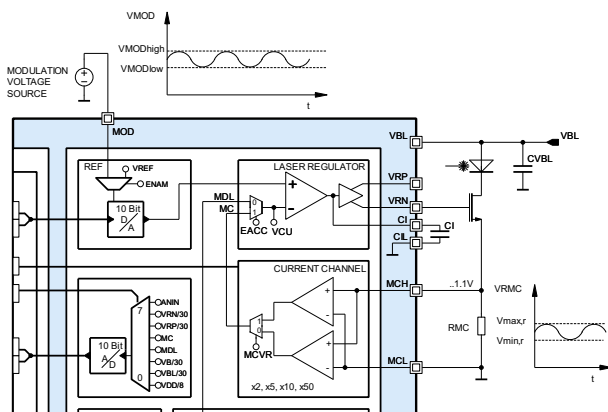 VMOD
VMODhigh
VMODlow
t
MODULATION
VOLTAGE
SOURCE
MOD
VBL
VBL
CVBL
REF
VREF
ENAM
10 Bit
D
A
LASER REGULATOR
MDL
MC
0
1
EACC
VCU
+
-
VRP
VRN
CI
CI
CIL
CURRENT CHANNEL
MCH
..1.1V
VRMC
+
-
1
0
+
-
MCVR
x2, x5, x10, x50
RMC
MCL
Vmax,r
Vmin,r
t
10 Bit
A
D
7
0
ANIN
VRN/30
VRP/30
MC
MDL
VB/30
VBL/30
VDD/8